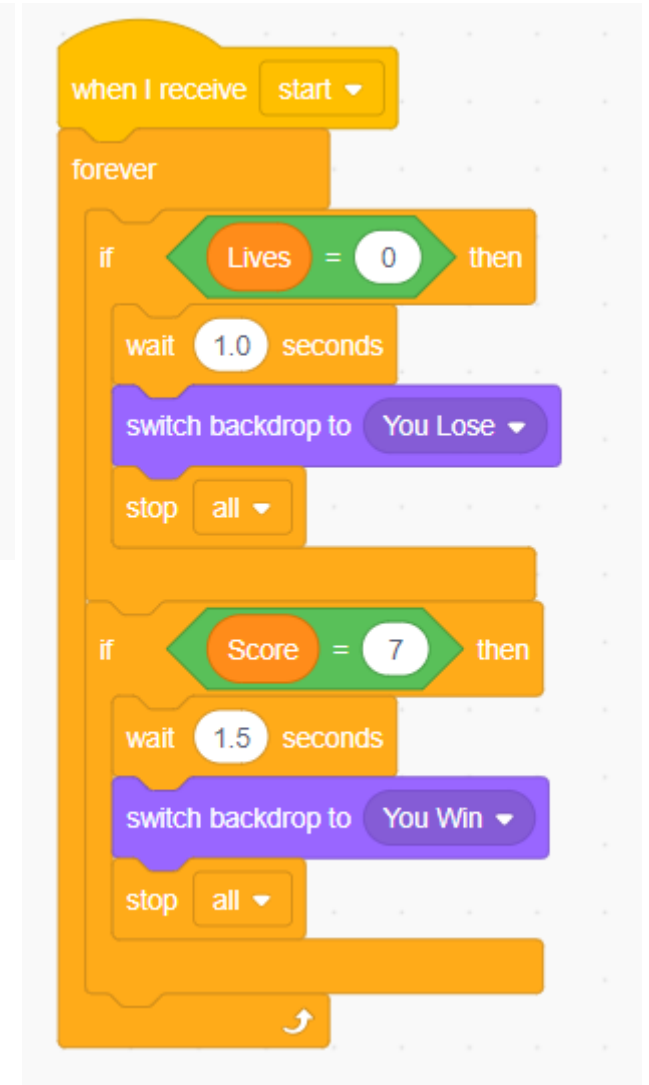 when I receive start
forever
if Lives = 0 then
wait 1.0 seconds
switch backdrop to You Lose
stop all
if Score = 7 then
wait 1.5 seconds
switch backdrop to You Win
stop all